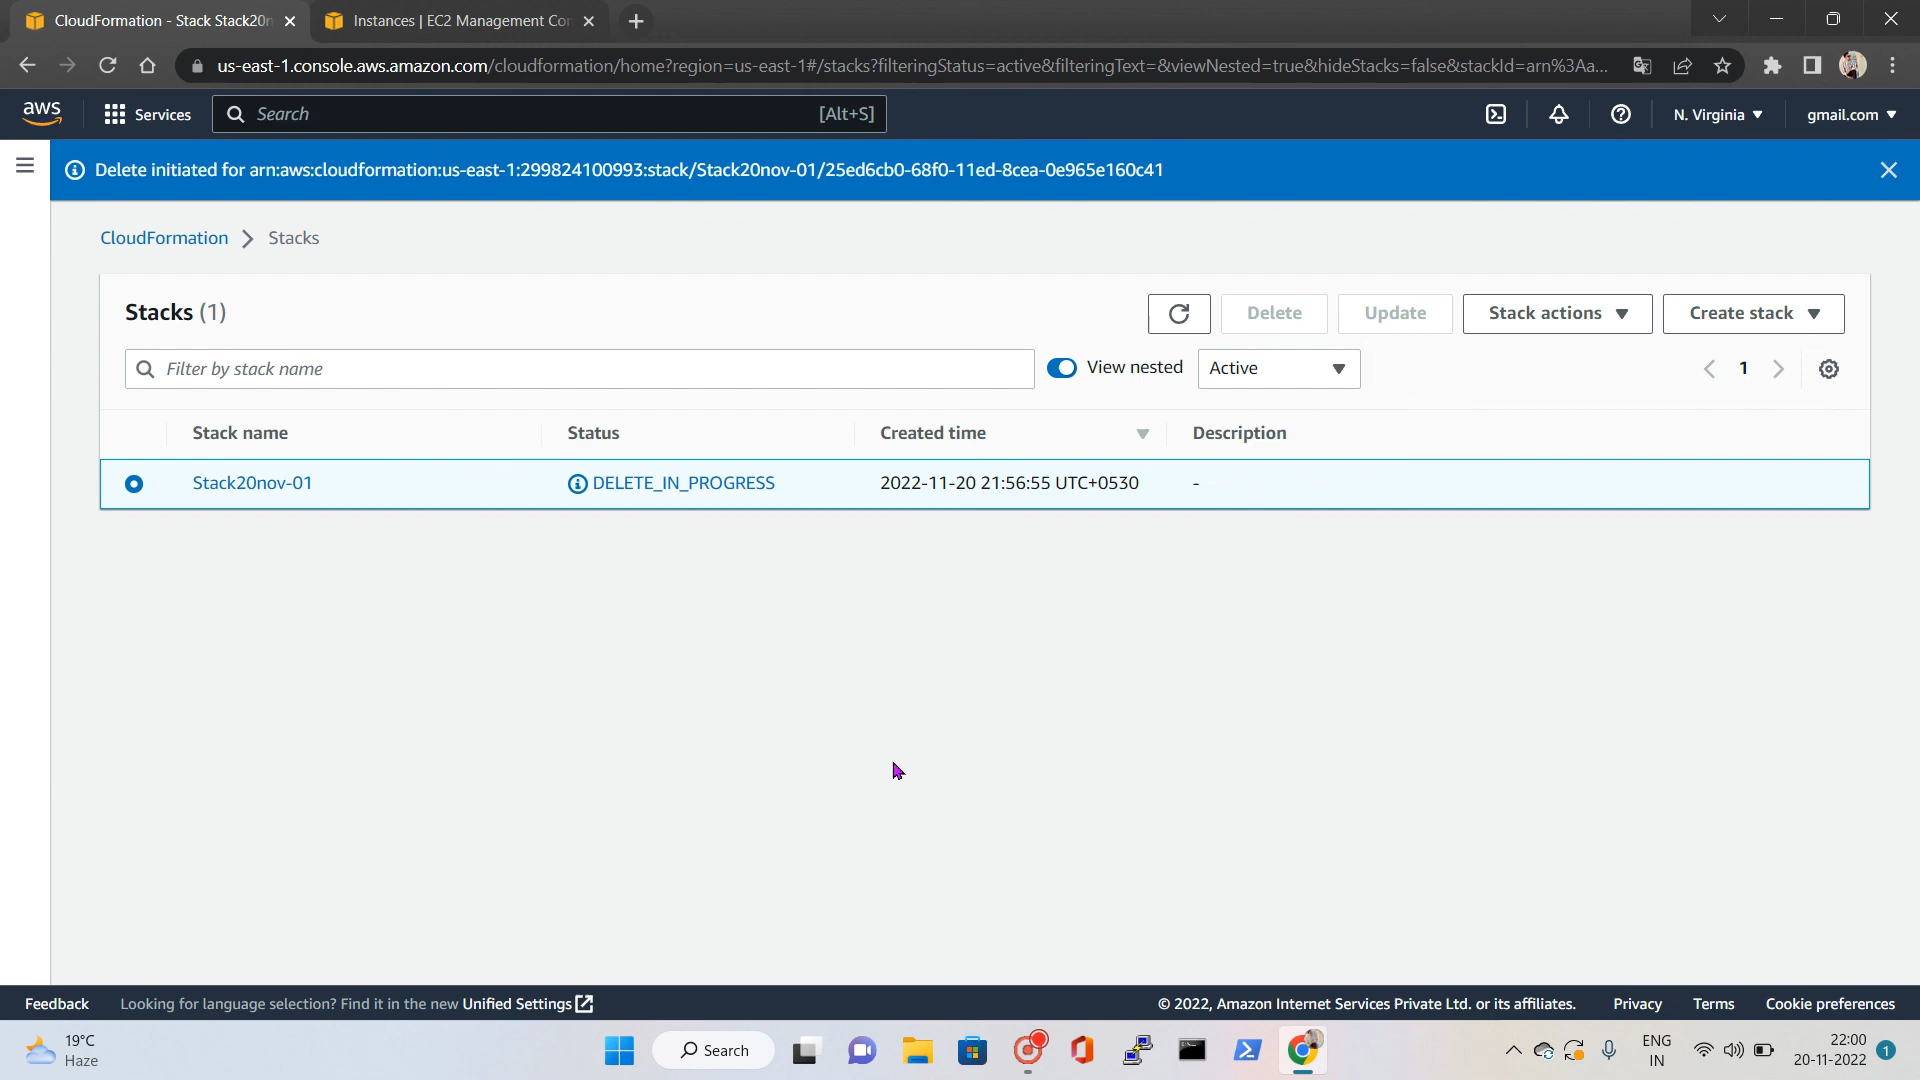 CloudFormation - Stack Stack20n
Instances | EC2 Management Co
us-east-1.console.aws.amazon.com/cloudformation/home?region=us-east-1#/stacks?filteringStatus=active&filteringText=&viewNested=true&hideStacks=false&stackId=arn%3Aa...
aws
Services
Search
[Alt+S]
N. Virginia
gmail.com
Delete initiated for arn:aws:cloudformation:us-east-1:299824100993:stack/Stack20nov-01/25ed6cb0-68f0-11ed-8cea-0e965e160c41
CloudFormation
Stacks
Stacks (1)
Delete
Update
Stack actions
Create stack
Filter by stack name
View nested
Active
1
Stack name
Status
Created time
Description
Stack20nov-01
DELETE_IN_PROGRESS
2022-11-20 21:56:55 UTC+0530
-
Feedback
Looking for language selection? Find it in the new Unified Settings
© 2022, Amazon Internet Services Private Ltd. or its affiliates.
Privacy
Terms
Cookie preferences
19°C
Haze
Search
ENG
IN
22:00
20-11-2022
1